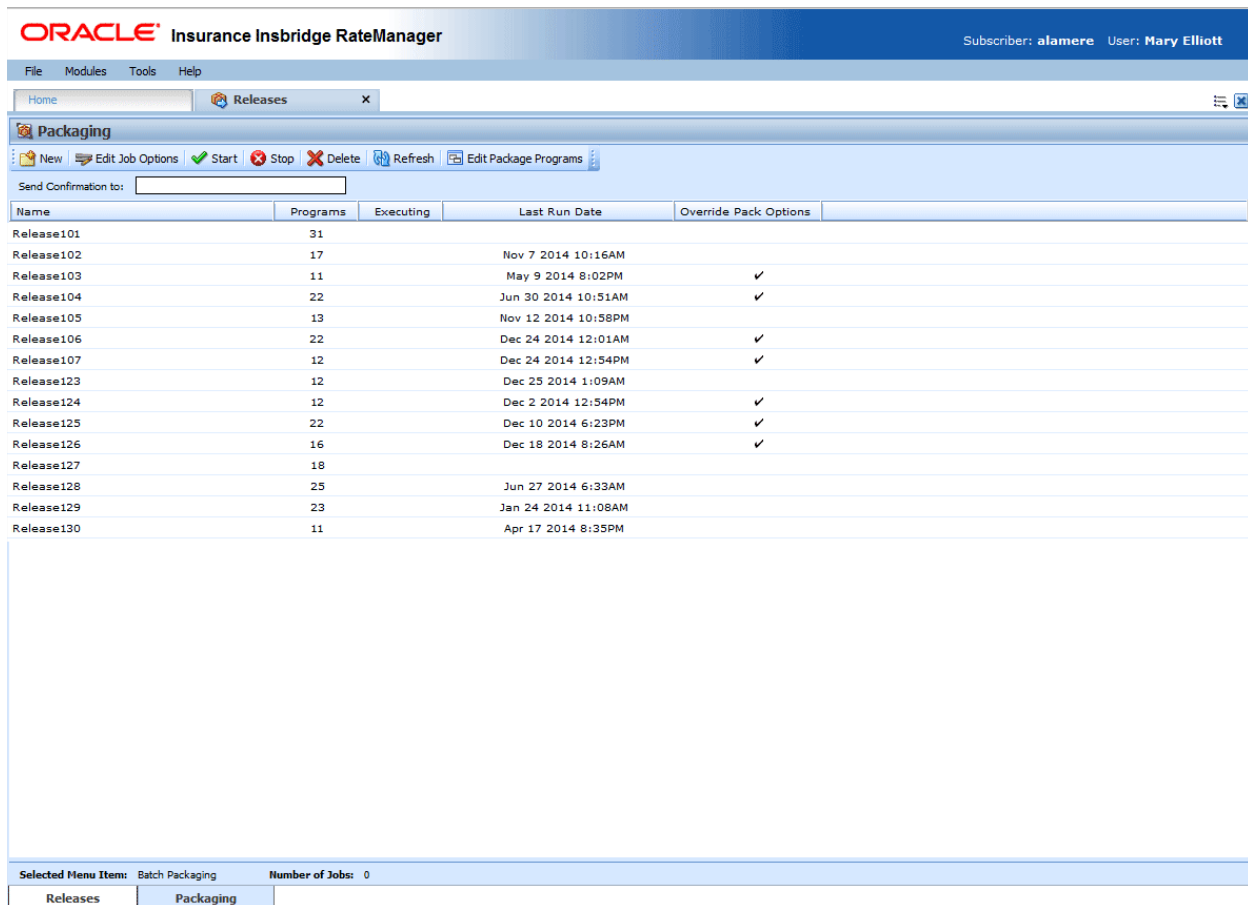 ORACLE Insurance Insbridge RateManager
Subscriber: alamere User: Mary Elliott
File Modules Tools Help
Home Releases x
Packaging
New Edit Job Options Start Stop Delete Refresh Edit Package Programs
Send Confirmation to:
Name Programs Executing Last Run Date Override Pack Options
Release101 31
Release102 17 Nov 7 2014 10:16AM
Release103 11 May 9 2014 8:02PM ✓
Release104 22 Jun 30 2014 10:51AM ✓
Release105 13 Nov 12 2014 10:58PM
Release106 22 Dec 24 2014 12:01AM ✓
Release107 12 Dec 24 2014 12:54PM ✓
Release123 12 Dec 25 2014 1:09AM
Release124 12 Dec 2 2014 12:54PM ✓
Release125 22 Dec 10 2014 6:23PM ✓
Release126 16 Dec 18 2014 8:26AM ✓
Release127 18
Release128 25 Jun 27 2014 6:33AM
Release129 23 Jan 24 2014 11:08AM
Release130 11 Apr 17 2014 8:35PM
Selected Menu Item: Batch Packaging Number of Jobs: 0
Releases Packaging